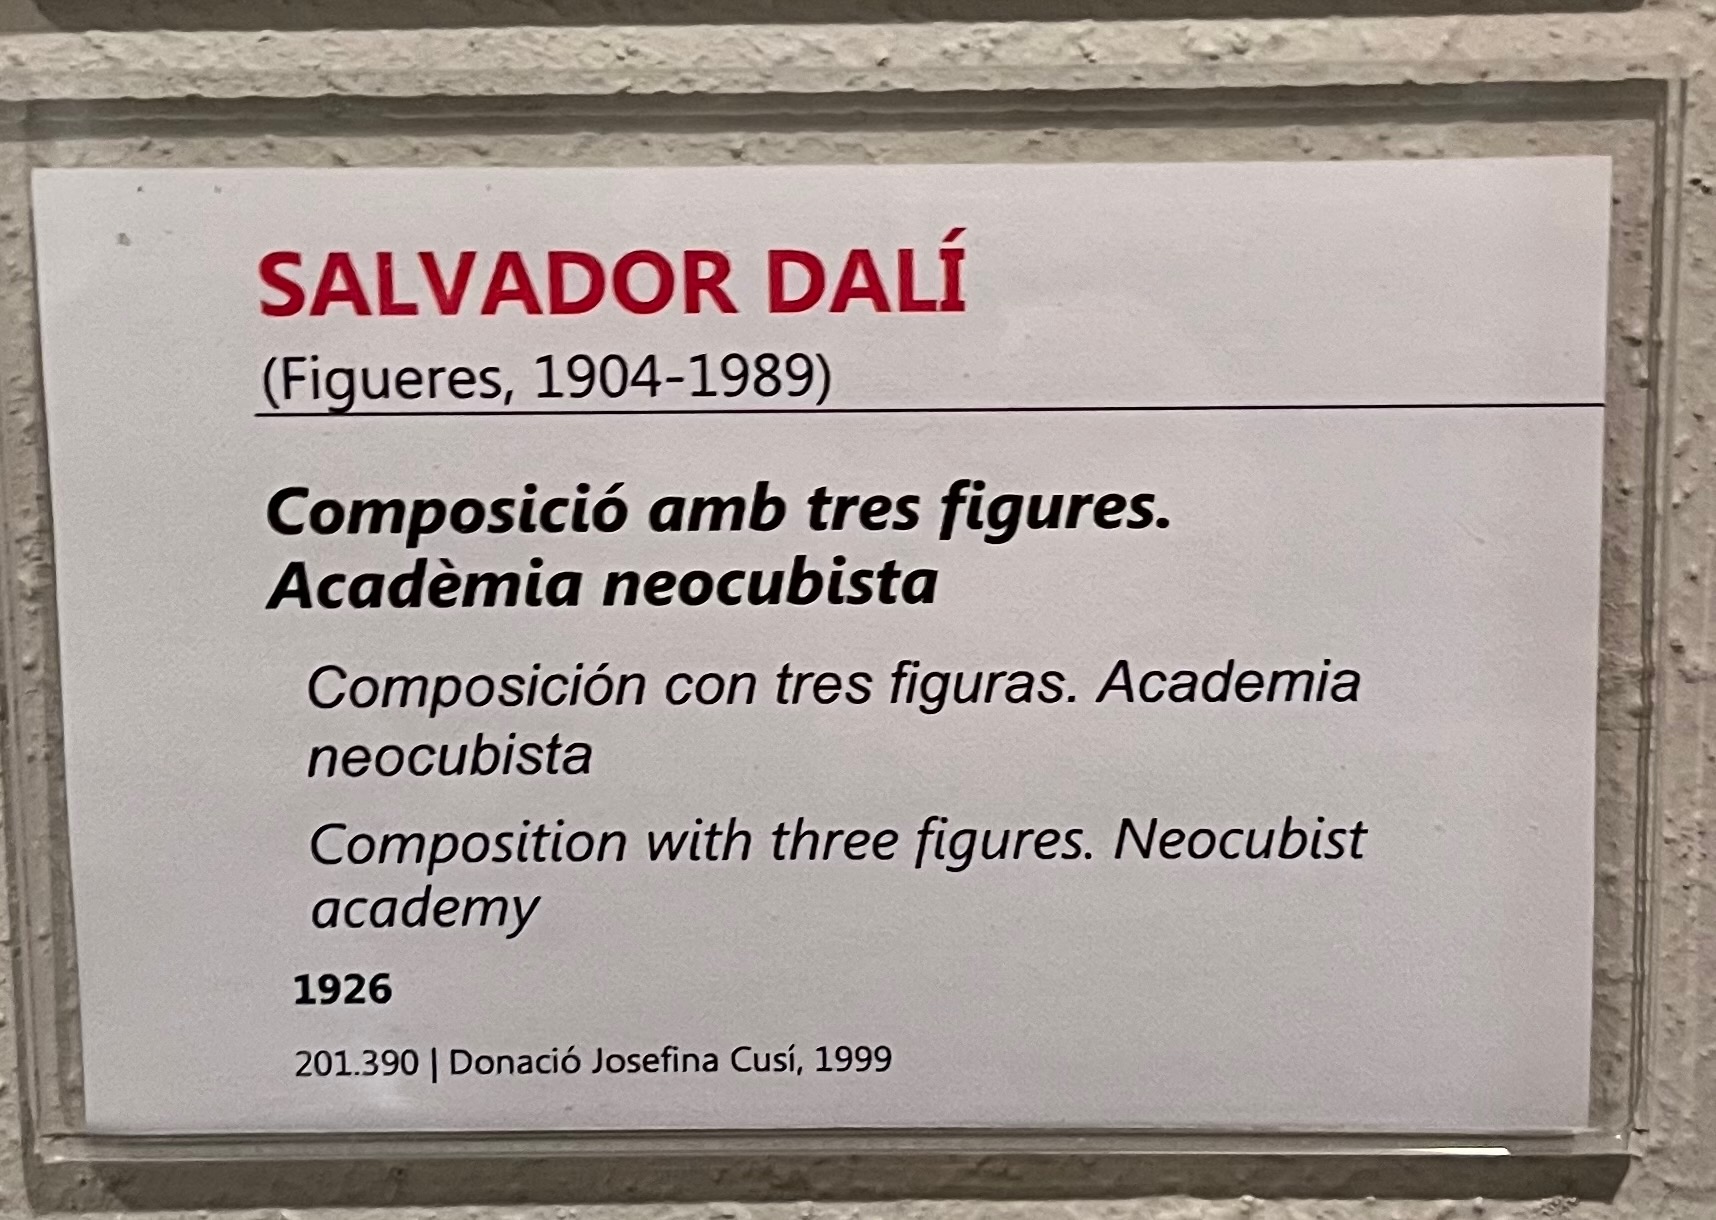 SALVADOR DALÍ
(Figueres, 1904-1989)
Composició amb tres figures.
Acadèmia neocubista
Composición con tres figuras. Academia
neocubista
Composition with three figures. Neocubist
academy
1926
201.390 | Donació Josefina Cusí, 1999